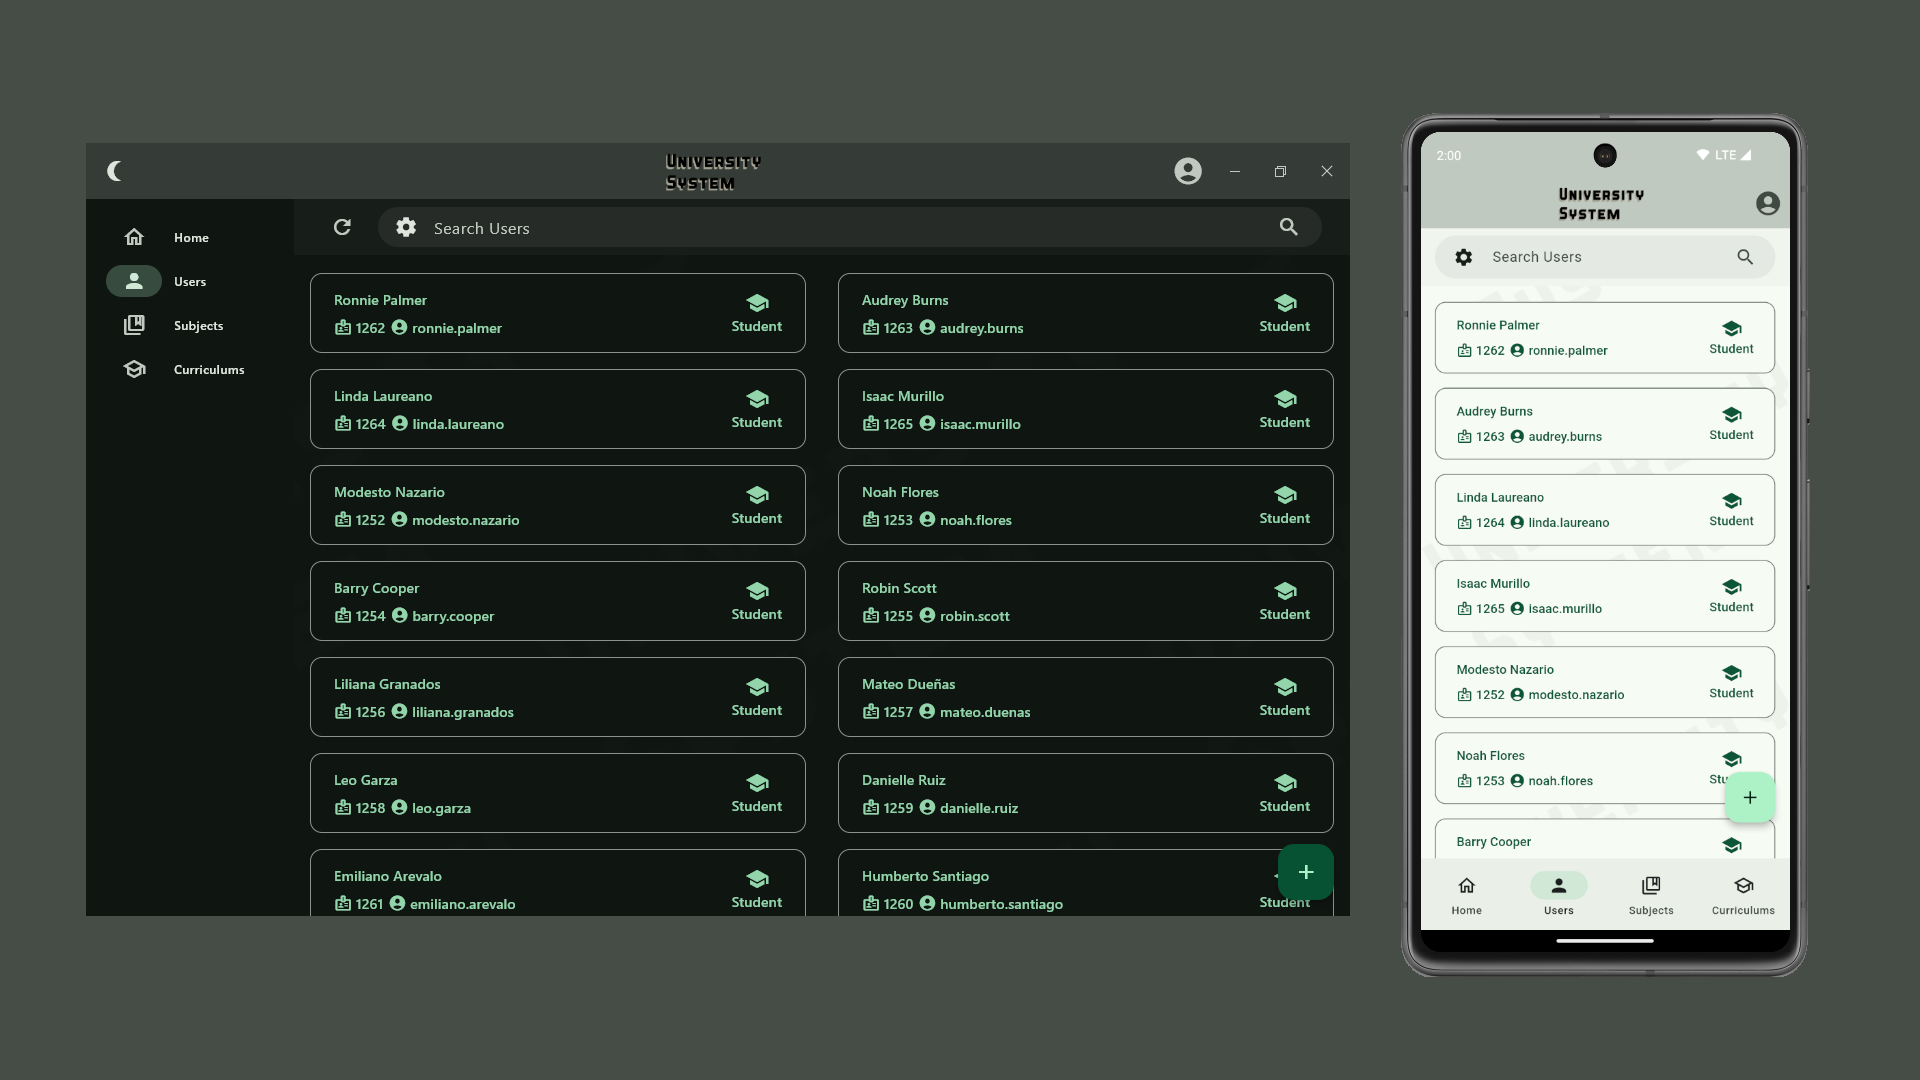 University
System
Home
Users
Subjects
Curriculums
Search Users
Ronnie Palmer
1262 ronnie.palmer
Student
Audrey Burns
1263 audrey.burns
Student
Linda Laureano
1264 linda.laureano
Student
Isaac Murillo
1265 isaac.murillo
Student
Modesto Nazario
1252 modesto.nazario
Student
Noah Flores
1253 noah.flores
Student
Barry Cooper
1254 barry.cooper
Student
Robin Scott
1255 robin.scott
Student
Liliana Granados
1256 liliana.granados
Student
Mateo Dueñas
1257 mateo.duenas
Student
Leo Garza
1258 leo.garza
Student
Danielle Ruiz
1259 danielle.ruiz
Student
Emiliano Arevalo
1261 emiliano.arevalo
Student
Humberto Santiago
1260 humberto.santiago
Student
2:00
LTE
University
System
Search Users
Ronnie Palmer
1262 ronnie.palmer
Student
Audrey Burns
1263 audrey.burns
Student
Linda Laureano
1264 linda.laureano
Student
Isaac Murillo
1265 isaac.murillo
Student
Modesto Nazario
1252 modesto.nazario
Student
Noah Flores
1253 noah.flores
Stu
Barry Cooper
Home
Users
Subjects
Curriculums